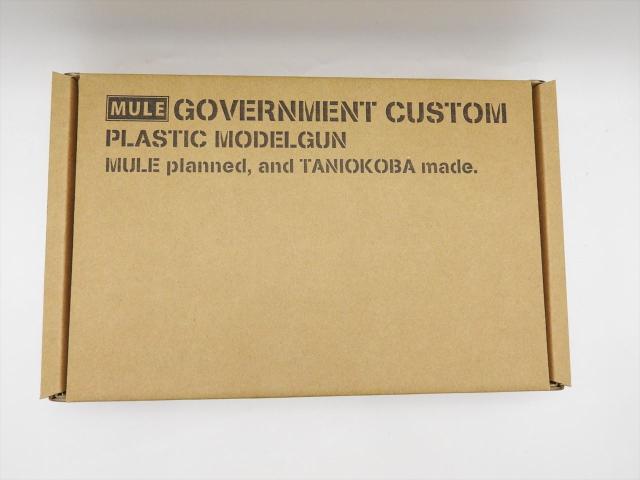 MULE GOVERNMENT CUSTOM
PLASTIC MODELGUN
MULE planned, and TANIOKOBA made.